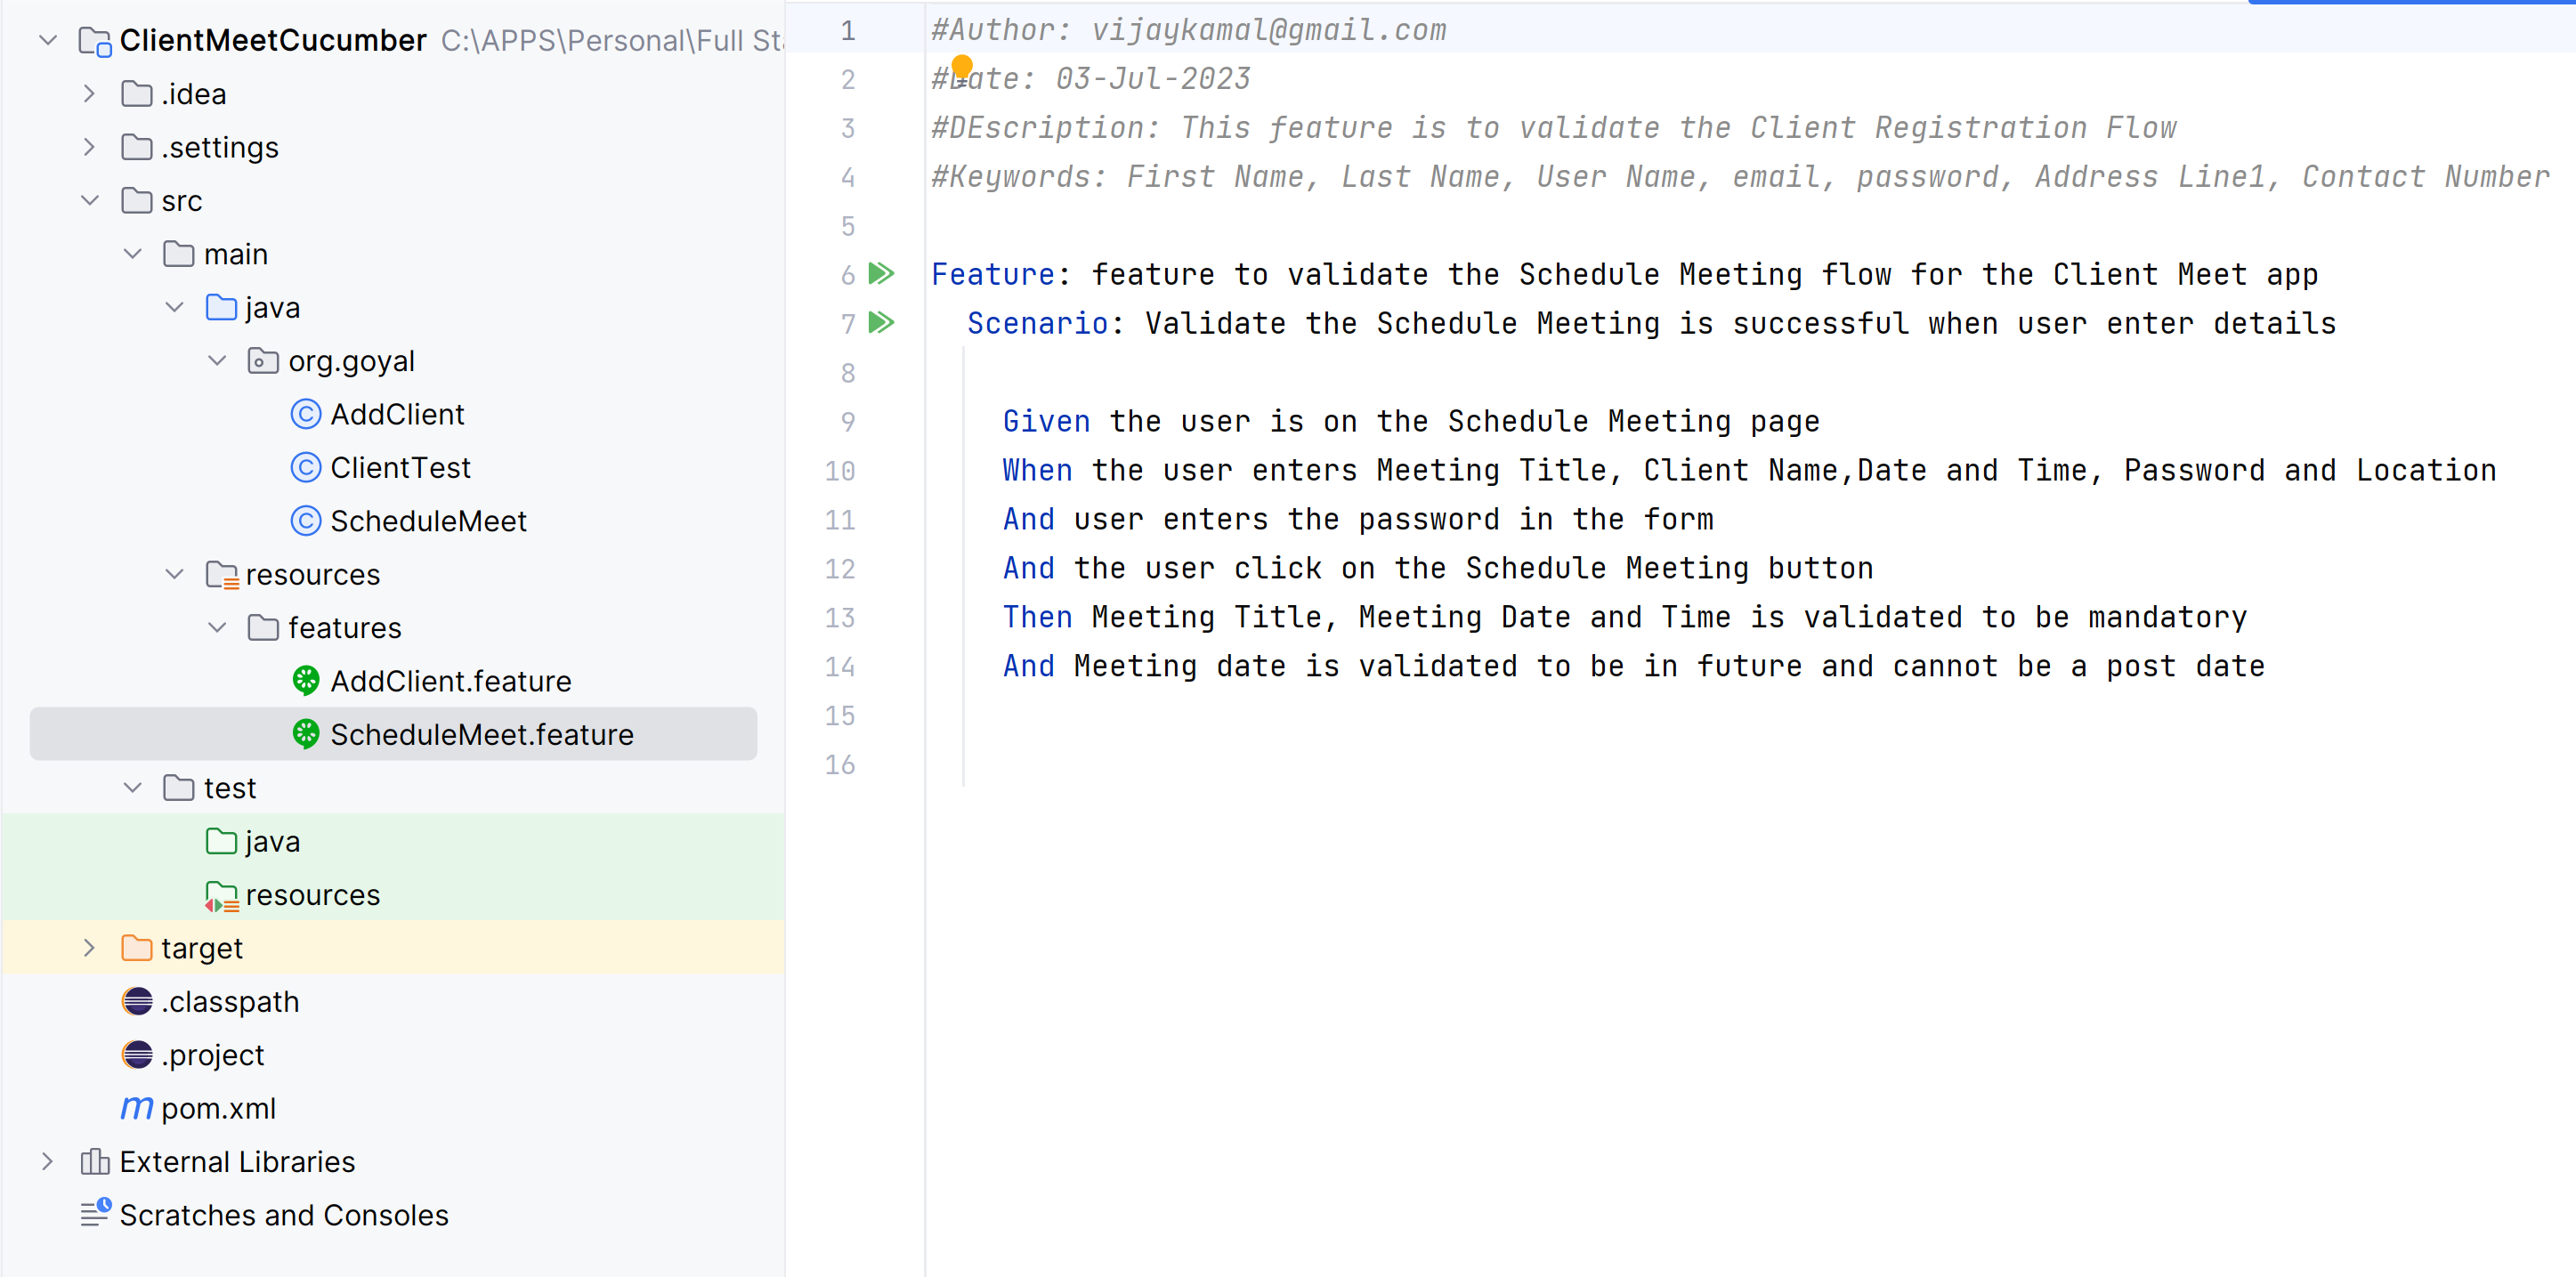 ClientMeetCucumber C:\APPS\Personal\Full St
.idea
.settings
src
main
java
org.goyal
AddClient
ClientTest
ScheduleMeet
resources
features
AddClient.feature
ScheduleMeet.feature
test
java
resources
target
.classpath
.project
pom.xml
External Libraries
Scratches and Consoles
1 #Author: vijaykamal@gmail.com
2 #Date: 03-Jul-2023
3 #DEscription: This feature is to validate the Client Registration Flow
4 #Keywords: First Name, Last Name, User Name, email, password, Address Line1, Contact Number
5
6 Feature: feature to validate the Schedule Meeting flow for the Client Meet app
7 Scenario: Validate the Schedule Meeting is successful when user enter details
8
9 Given the user is on the Schedule Meeting page
10 When the user enters Meeting Title, Client Name,Date and Time, Password and Location
11 And user enters the password in the form
12 And the user click on the Schedule Meeting button
13 Then Meeting Title, Meeting Date and Time is validated to be mandatory
14 And Meeting date is validated to be in future and cannot be a post date
15
16